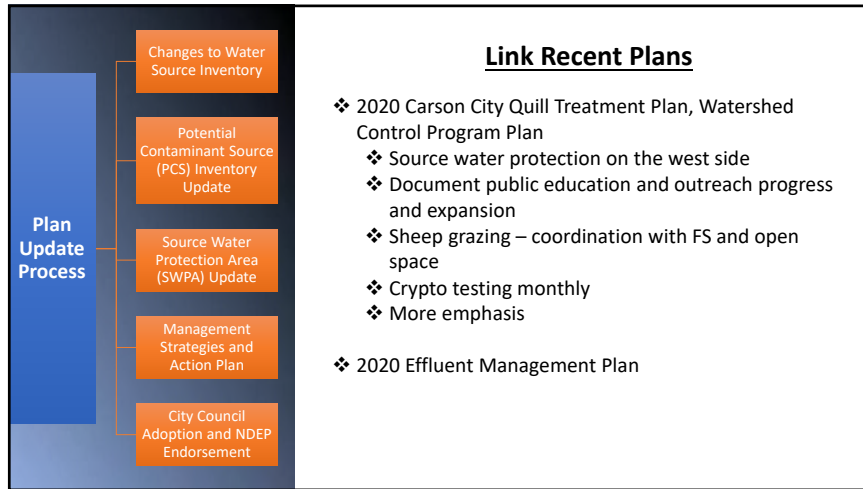 Plan
Update
Process
Changes to Water
Source Inventory
Potential
Contaminant Source
(PCS) Inventory
Update
Source Water
Protection Area
(SWPA) Update
Management
Strategies and
Action Plan
City Council
Adoption and NDEP
Endorsement
Link Recent Plans
❖ 2020 Carson City Quill Treatment Plan, Watershed
Control Program Plan
❖ Source water protection on the west side
❖ Document public education and outreach progress
and expansion
❖ Sheep grazing – coordination with FS and open
space
❖ Crypto testing monthly
❖ More emphasis
❖ 2020 Effluent Management Plan